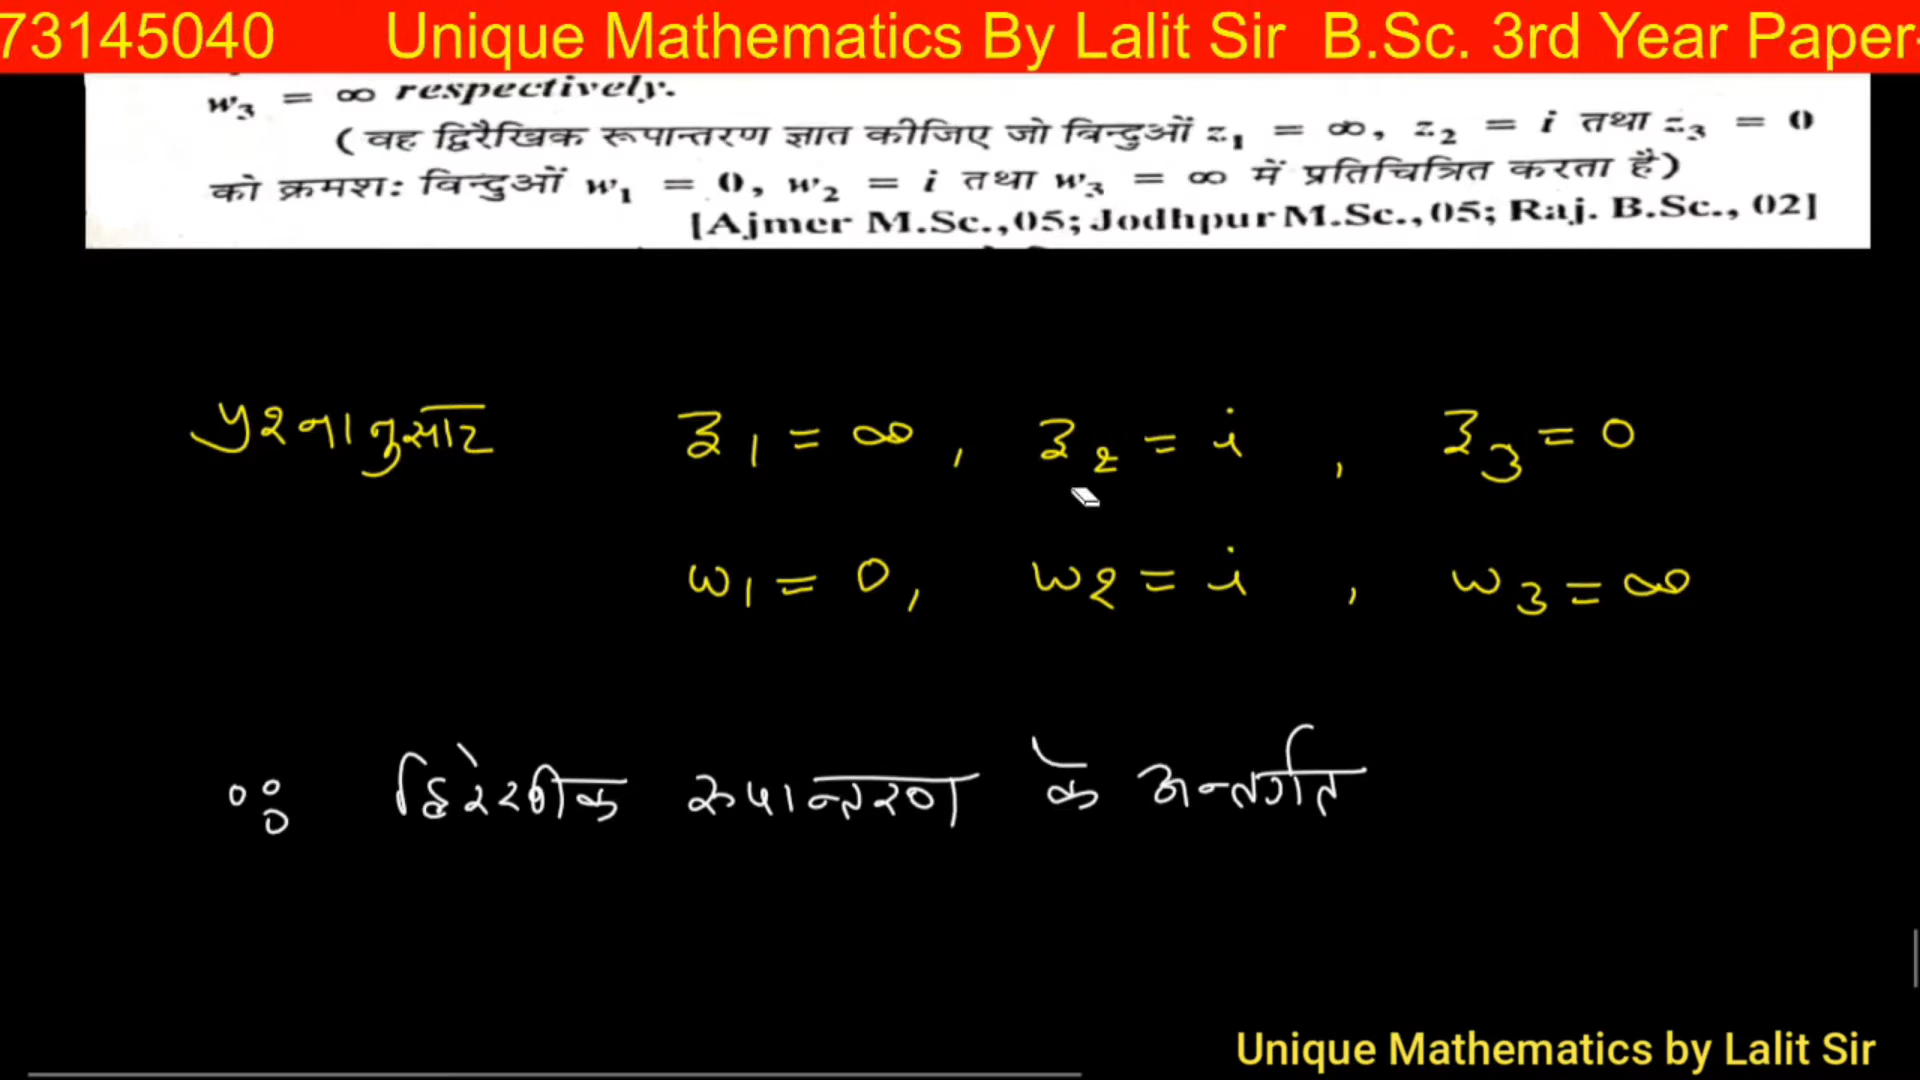 73145040 Unique Mathematics By Lalit Sir B.Sc. 3rd Year Paper-
w₃ = ∞ respectively.
(वह द्विरैखिक रूपान्तरण ज्ञात कीजिए जो बिन्दुओं z₁ = ∞, z₂ = i तथा z₃ = 0
को क्रमश: बिन्दुओं w₁ = 0, w₂ = i तथा w₃ = ∞ में प्रतिचित्रित करता है)
[Ajmer M.Sc.,05; Jodhpur M.Sc.,05; Raj. B.Sc., 02]
प्रश्नानुसार z₁ = ∞, z₂ = i, z₃ = 0
w₁ = 0, w₂ = i, w₃ = ∞
∵ द्विरेखीक रूपान्तरण के अन्तर्गत
Unique Mathematics by Lalit Sir